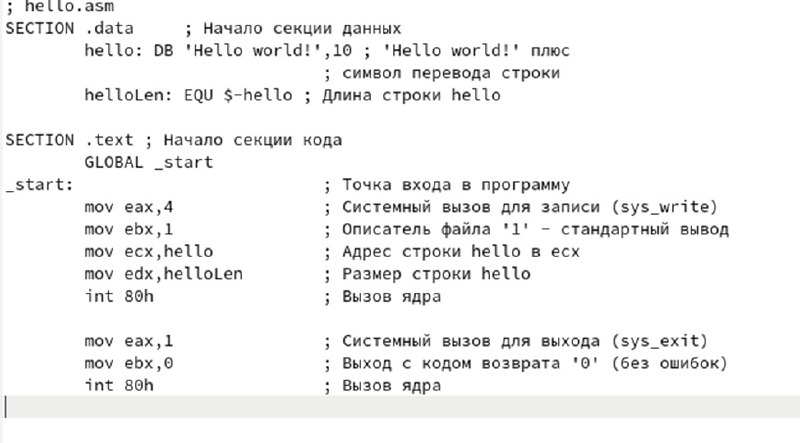 ; hello.asm
SECTION .data     ; Начало секции данных
        hello: DB 'Hello world!',10 ; 'Hello world!' плюс
                                ; символ перевода строки
        helloLen: EQU $-hello ; Длина строки hello

SECTION .text ; Начало секции кода
        GLOBAL _start
_start:                         ; Точка входа в программу
        mov eax,4               ; Системный вызов для записи (sys_write)
        mov ebx,1               ; Описатель файла '1' - стандартный вывод
        mov ecx,hello           ; Адрес строки hello в ecx
        mov edx,helloLen        ; Размер строки hello
        int 80h                 ; Вызов ядра

        mov eax,1               ; Системный вызов для выхода (sys_exit)
        mov ebx,0               ; Выход с кодом возврата '0' (без ошибок)
        int 80h                 ; Вызов ядра